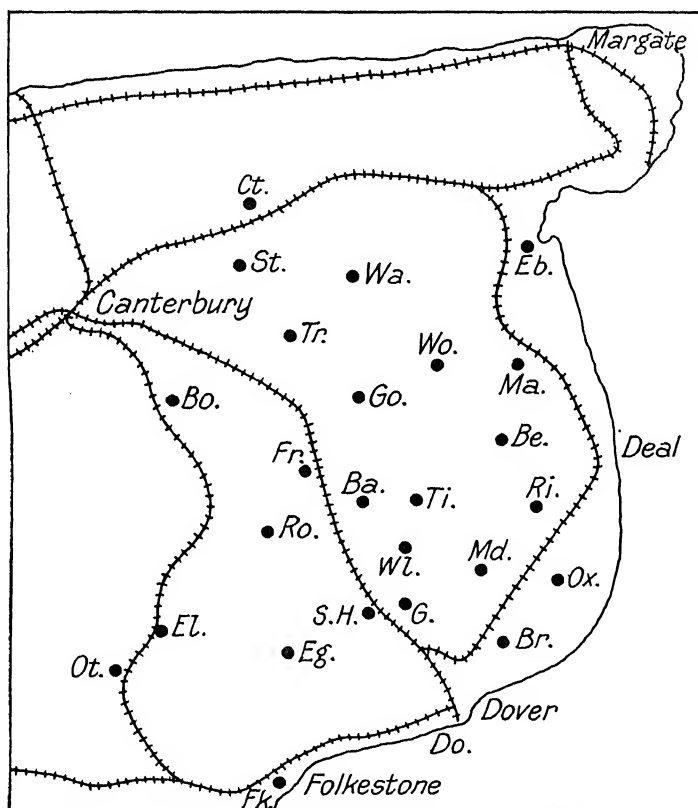 Margate
Ct.
Eb.
St.
Wa.
Canterbury
Tr.
Wo.
Ma.
Bo.
Go.
Be.
Deal
Fr.
Ba.
Ti.
Ri.
Ro.
Wl.
Md.
Ox.
S.H.
G.
El.
Br.
Eg.
Ot.
Dover
Do.
Folkestone
Fk.